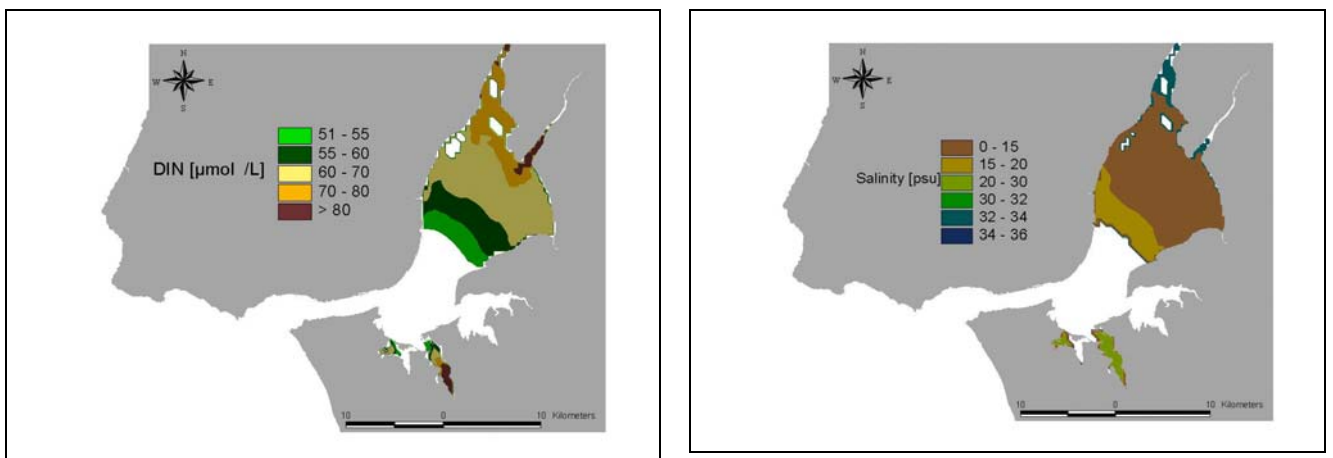 N
W E
S
DIN [µmol /L]
51 - 55
55 - 60
60 - 70
70 - 80
> 80
10 0 10 Kilometers
N
W E
S
Salinity [psu]
0 - 15
15 - 20
20 - 30
30 - 32
32 - 34
34 - 36
10 0 10 Kilometers